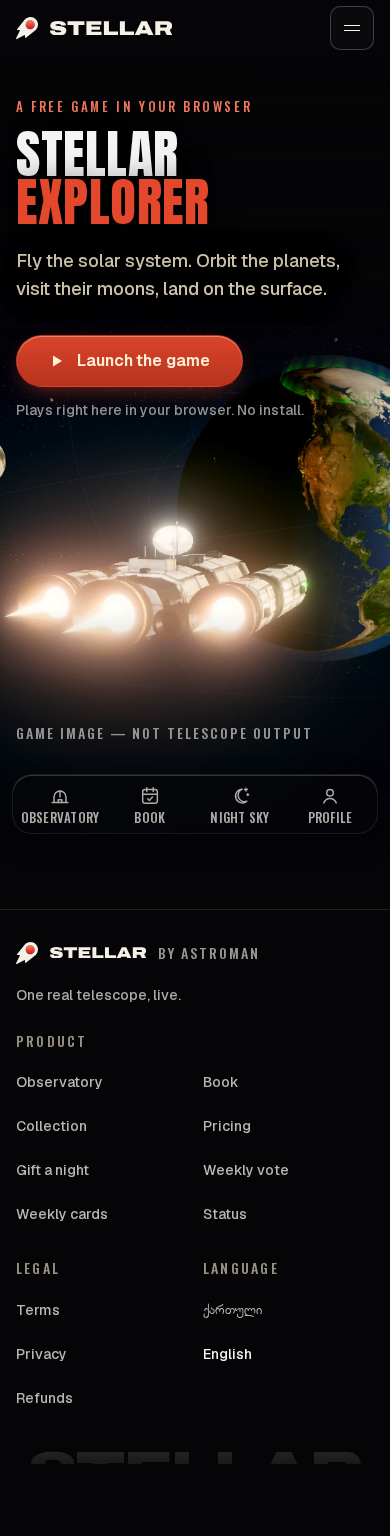 STELLAR
A FREE GAME IN YOUR BROWSER
STELLAR
EXPLORER
Fly the solar system. Orbit the planets,
visit their moons, land on the surface.
Launch the game
Plays right here in your browser. No install.
GAME IMAGE — NOT TELESCOPE OUTPUT
OBSERVATORY BOOK NIGHT SKY PROFILE
STELLAR BY ASTROMAN
One real telescope, live.
PRODUCT
Observatory Book
Collection Pricing
Gift a night Weekly vote
Weekly cards Status
LEGAL LANGUAGE
Terms ქართული
Privacy English
Refunds
STELLAR